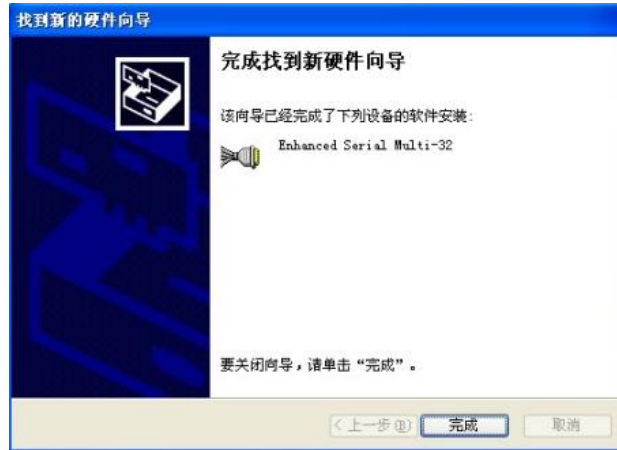 找到新的硬件向导
完成找到新硬件向导
该向导已经完成了下列设备的软件安装:
Enhanced Serial Multi-32
要关闭向导，请单击“完成”。
<上一步(B)
完成
取消